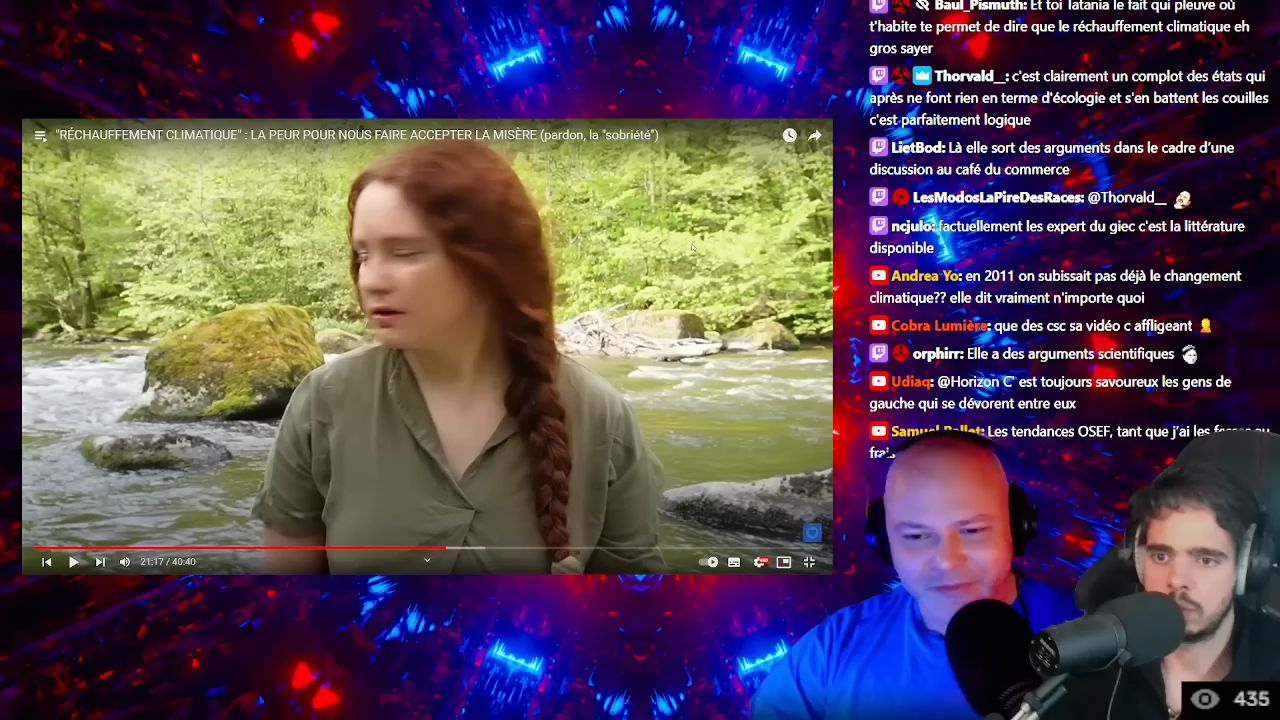 "RÉCHAUFFEMENT CLIMATIQUE" : LA PEUR POUR NOUS FAIRE ACCEPTER LA MISÈRE (pardon, la "sobriété")
21:17 / 40:40
Baul_Pismuth: Et toi Tatania le fait qui pleuve où
t'habite te permet de dire que le réchauffement climatique eh
gros sayer
Thorvald__: c'est clairement un complot des états qui
après ne font rien en terme d'écologie et s'en battent les couilles
c'est parfaitement logique
LietBod: Là elle sort des arguments dans le cadre d'une
discussion au café du commerce
LesModosLaPireDesRaces: @Thorvald__
ncjulo: factuellement les expert du giec c'est la littérature
disponible
Andrea Yo: en 2011 on subissait pas déjà le changement
climatique?? elle dit vraiment n'importe quoi
Cobra Lumière: que des csc sa vidéo c affligeant
orphirr: Elle a des arguments scientifiques
Udiaq: @Horizon C' est toujours savoureux les gens de
gauche qui se dévorent entre eux
Samuel Les tendances OSEF, tant que j'ai les
frais
435